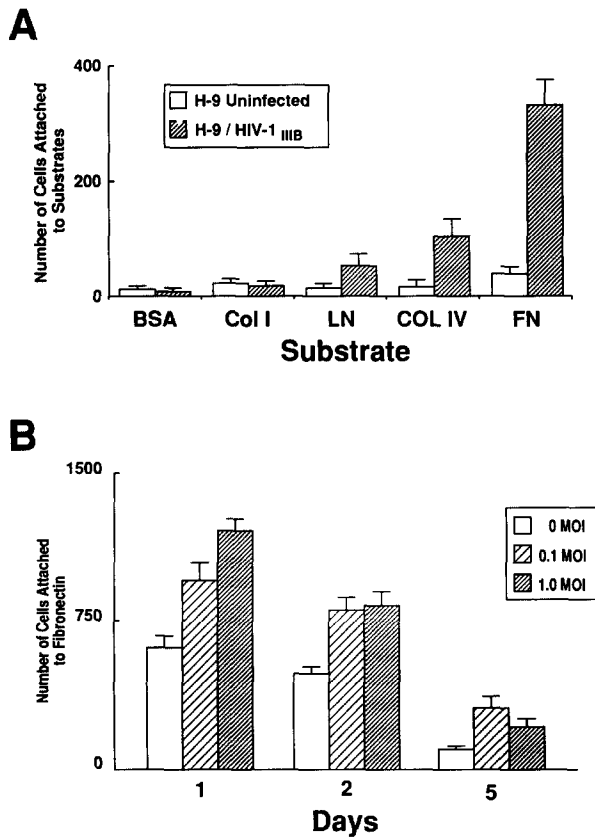 A
Number of Cells Attached
to Substrates
400
200
0
H-9 Uninfected
H-9 / HIV-1 IIIB
BSA Col I LN COL IV FN
Substrate
B
Number of Cells Attached
to Fibronectin
1500
750
0
0 MOI
0.1 MOI
1.0 MOI
1 2 5
Days